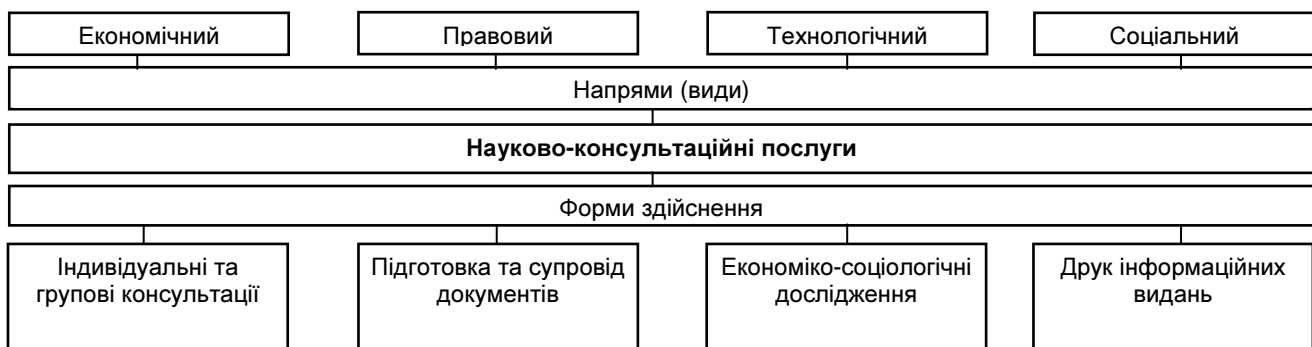 Економічний
Правовий
Технологічний
Соціальний
Напрями (види)
Науково-консультаційні послуги
Форми здійснення
Індивідуальні та
групові консультації
Підготовка та супровід
документів
Економіко-соціологічні
дослідження
Друк інформаційних
видань